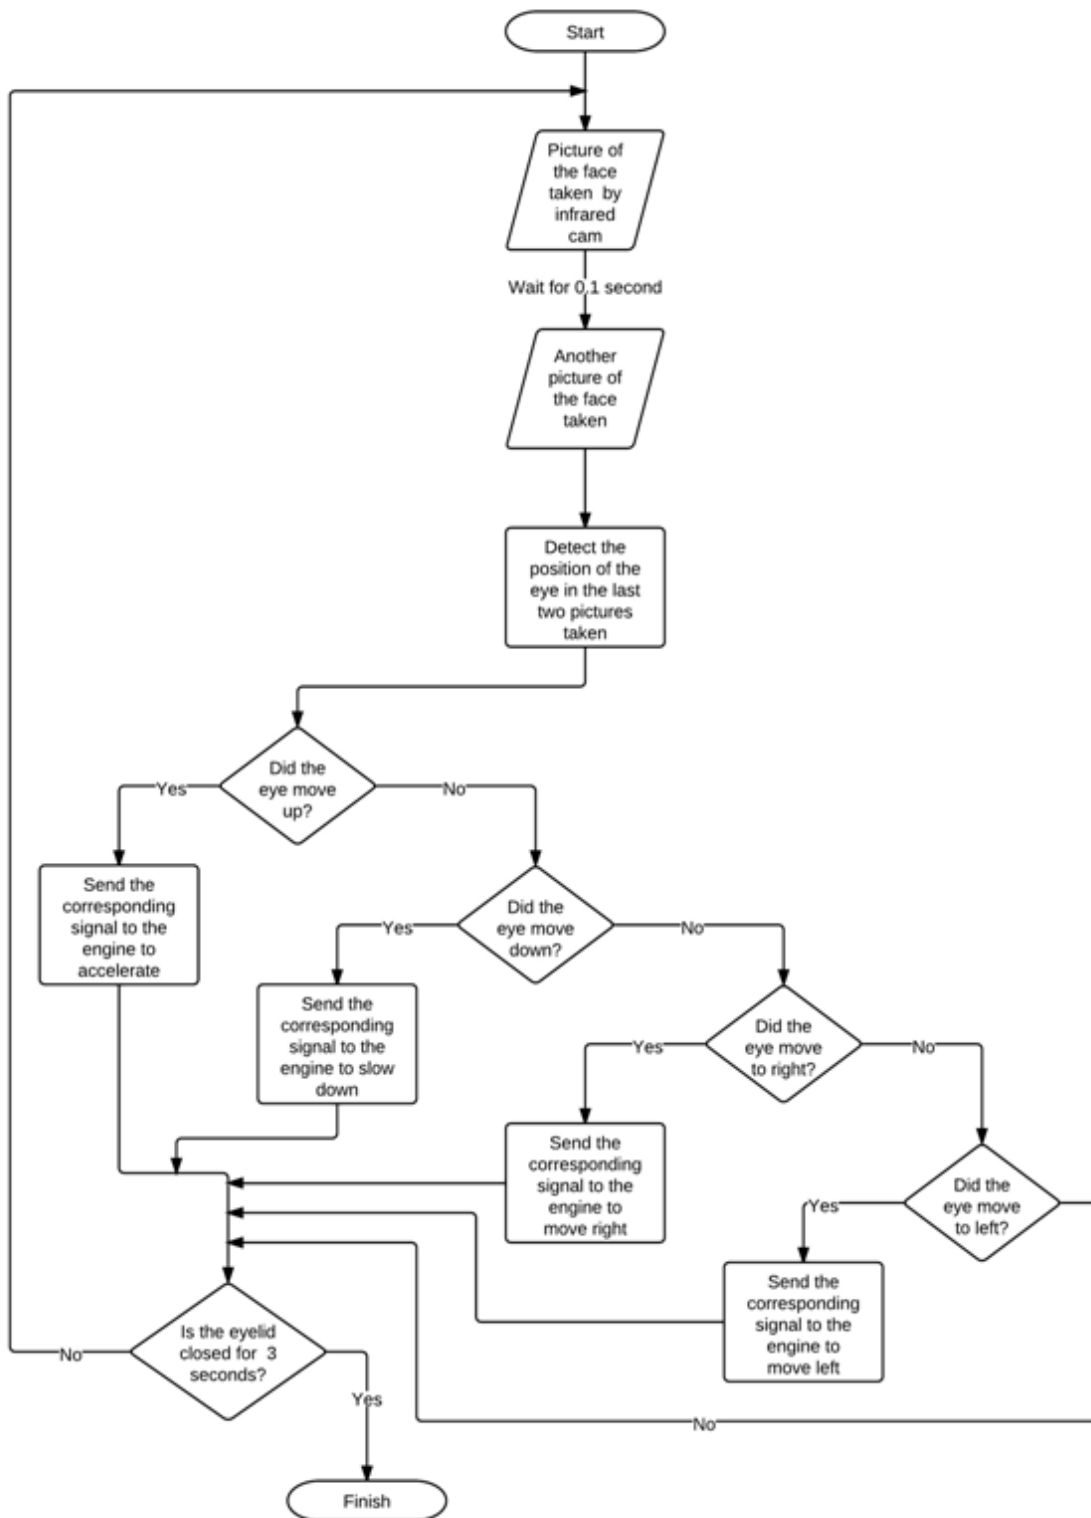 Start
Picture of
the face
taken by
infrared
cam
Wait for 0.1 second
Another
picture of
the face
taken
Detect the
position of the
eye in the last
two pictures
taken
Did the
eye move
up?
Yes
No
Send the
corresponding
signal to the
engine to
accelerate
Did the
eye move
down?
Yes
No
Send the
corresponding
signal to the
engine to slow
down
Did the
eye move
to right?
Yes
No
Send the
corresponding
signal to the
engine to
move right
Did the
eye move
to left?
Yes
Send the
corresponding
signal to the
engine to
move left
No
Is the eyelid
closed for 3
seconds?
No
Yes
Finish